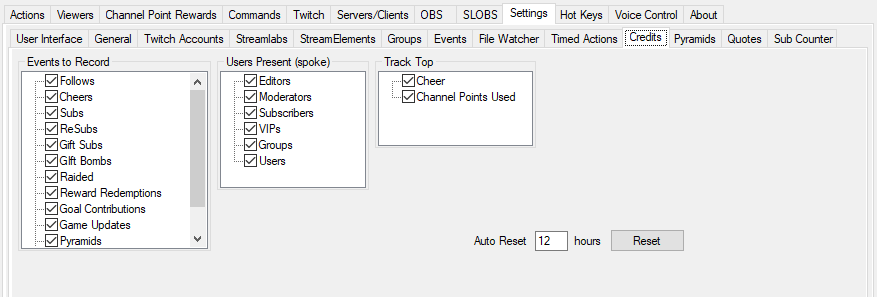 Actions Viewers Channel Point Rewards Commands Twitch Servers/Clients OBS SLOBS Settings Hot Keys Voice Control About
User Interface General Twitch Accounts Streamlabs StreamElements Groups Events File Watcher Timed Actions Credits Pyramids Quotes Sub Counter
Events to Record
Follows
Cheers
Subs
ReSubs
Gift Subs
GIft Bombs
Raided
Reward Redemptions
Goal Contributions
Game Updates
Pyramids
Users Present (spoke)
Editors
Moderators
Subscribers
VIPs
Groups
Users
Track Top
Cheer
Channel Points Used
Auto Reset 12 hours Reset